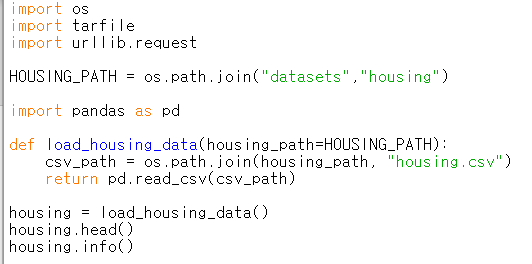 import os
import tarfile
import urllib.request

HOUSING_PATH = os.path.join("datasets","housing")

import pandas as pd

def load_housing_data(housing_path=HOUSING_PATH):
    csv_path = os.path.join(housing_path, "housing.csv")
    return pd.read_csv(csv_path)

housing = load_housing_data()
housing.head()
housing.info()